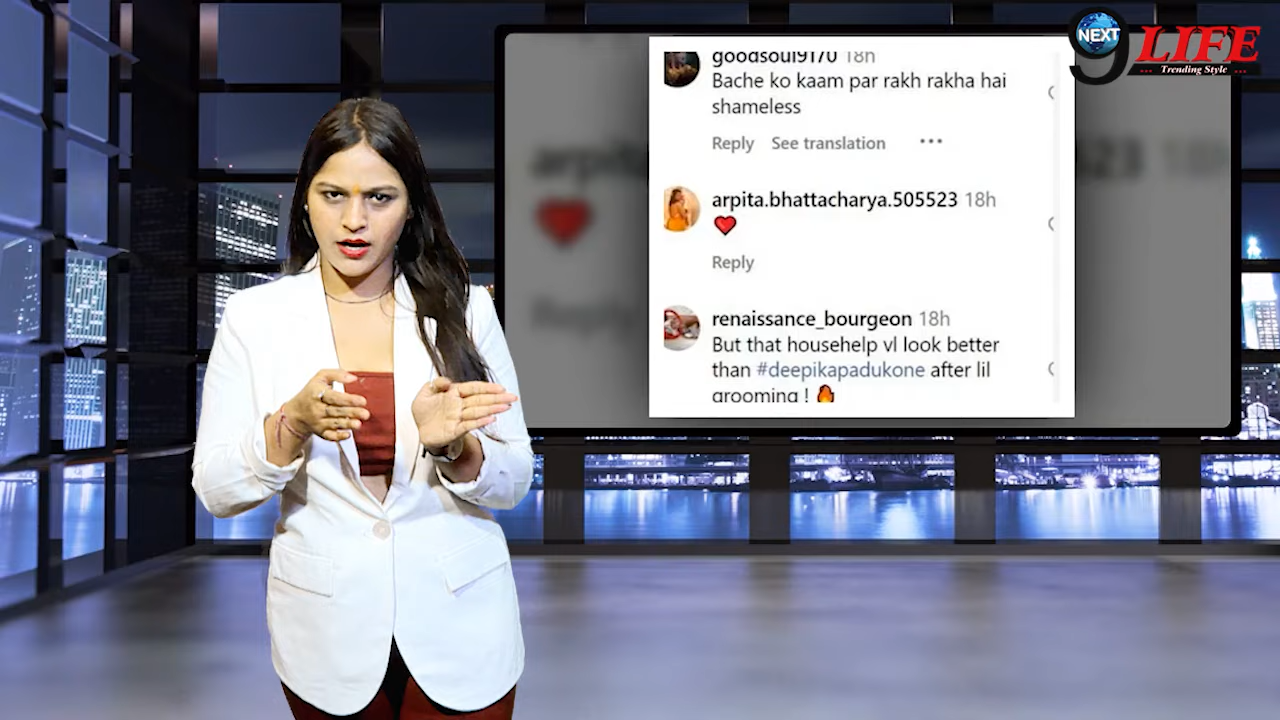 NEXT
9 LIFE
... Trending Style ...
goodsoul9170 18h
Bache ko kaam par rakh rakha hai
shameless
Reply See translation ...
arpita.bhattacharya.505523 18h
❤️
Reply
renaissance_bourgeon 18h
But that househelp vl look better
than #deepikapadukone after lil
grooming ! 🔥